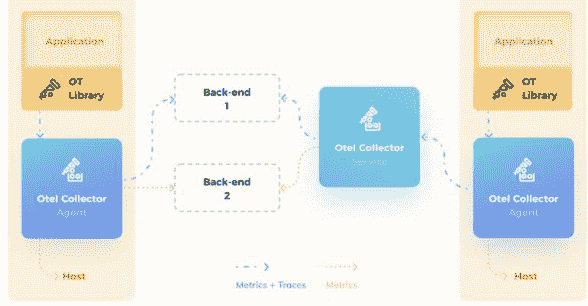 Application
OT
Library
Otel Collector
Agent
Host
Back-end
1
Back-end
2
Otel Collector
Metrics + Traces
Metrics
Application
OT
Library
Otel Collector
Agent
Host